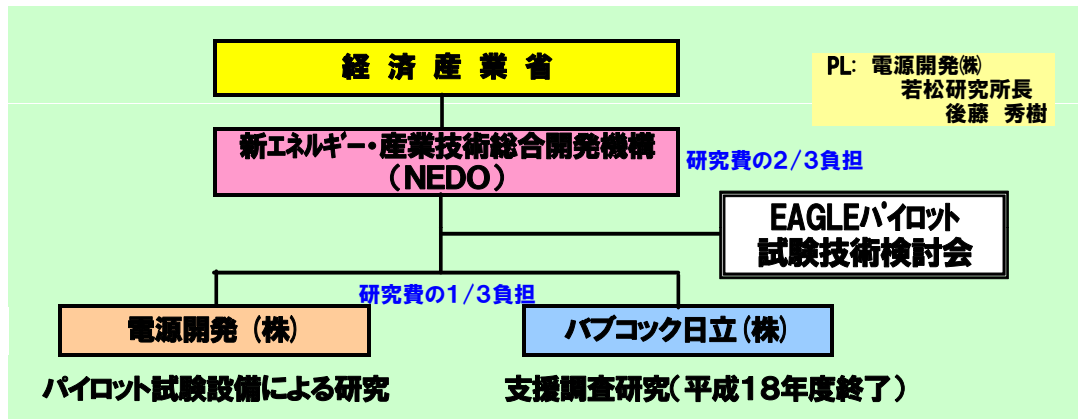 経 済 産 業 省
PL: 電源開発㈱
若松研究所長
後藤 秀樹
新エネルギー・産業技術総合開発機構
（NEDO）
研究費の２/３負担
EAGLEパイロット
試験技術検討会
研究費の１/３負担
電源開発 (株)
バブコック日立(株)
パイロット試験設備による研究
支援調査研究(平成18年度終了)